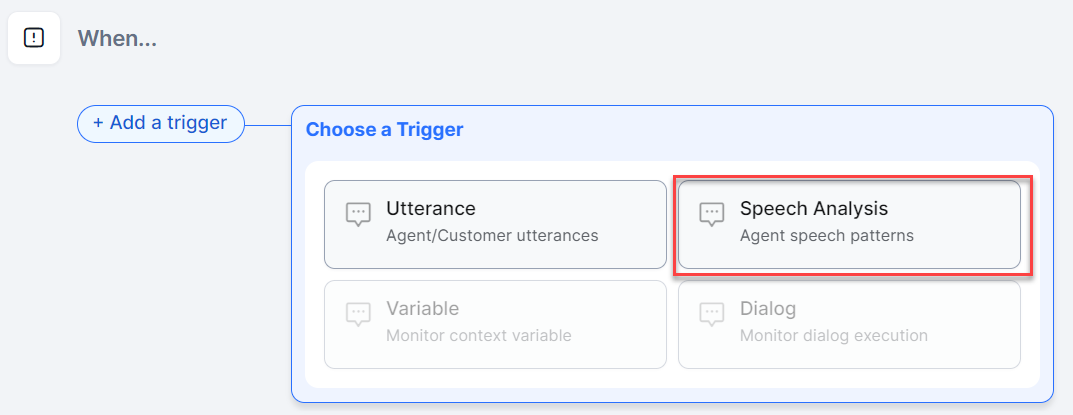 When...
+ Add a trigger
Choose a Trigger
Utterance
Agent/Customer utterances
Speech Analysis
Agent speech patterns
Variable
Monitor context variable
Dialog
Monitor dialog execution